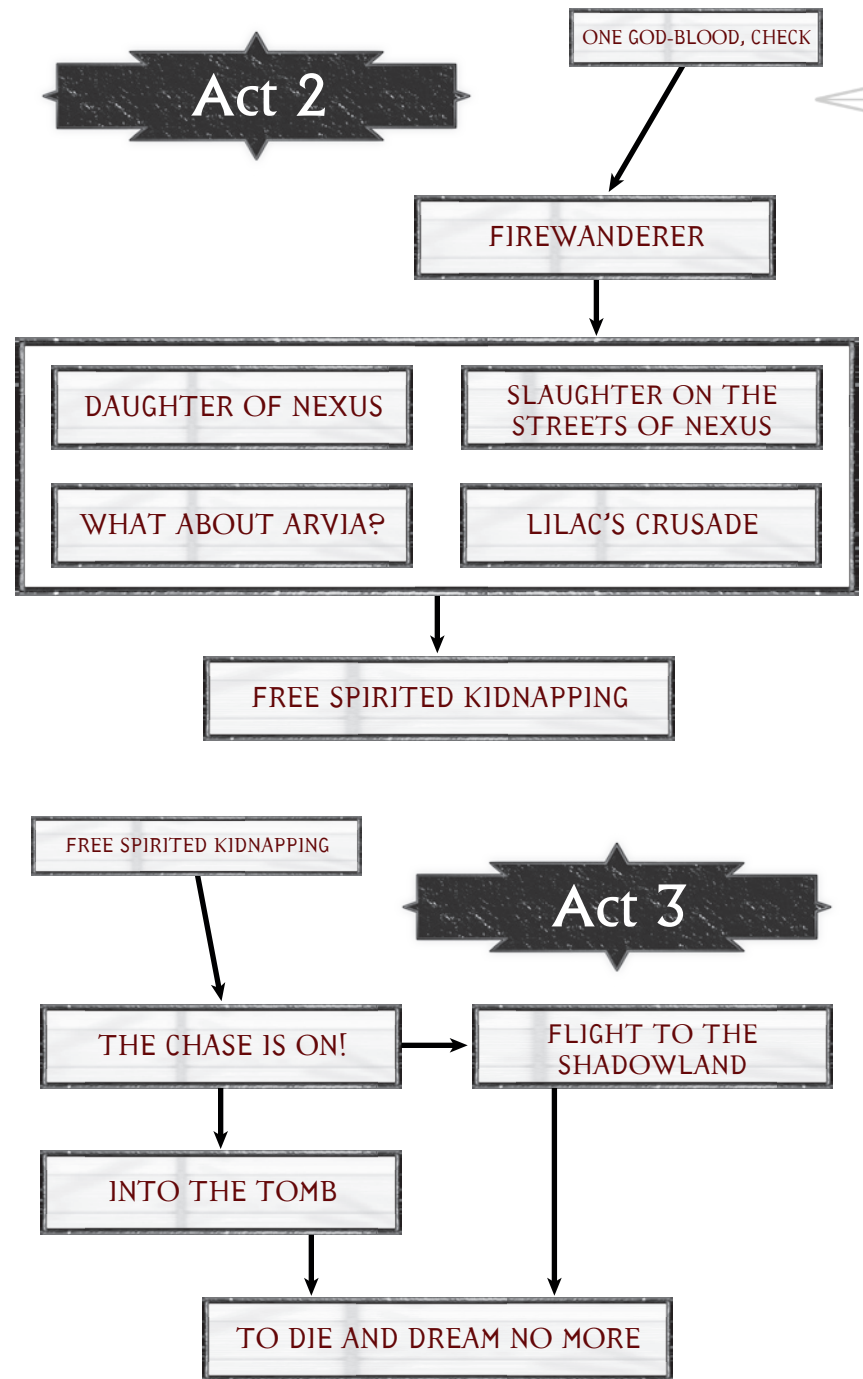 ONE GOD-BLOOD, CHECK
Act 2
FIREWANDERER
DAUGHTER OF NEXUS
SLAUGHTER ON THE
STREETS OF NEXUS
WHAT ABOUT ARVIA?
LILAC'S CRUSADE
FREE SPIRITED KIDNAPPING
FREE SPIRITED KIDNAPPING
Act 3
THE CHASE IS ON!
FLIGHT TO THE
SHADOWLAND
INTO THE TOMB
TO DIE AND DREAM NO MORE